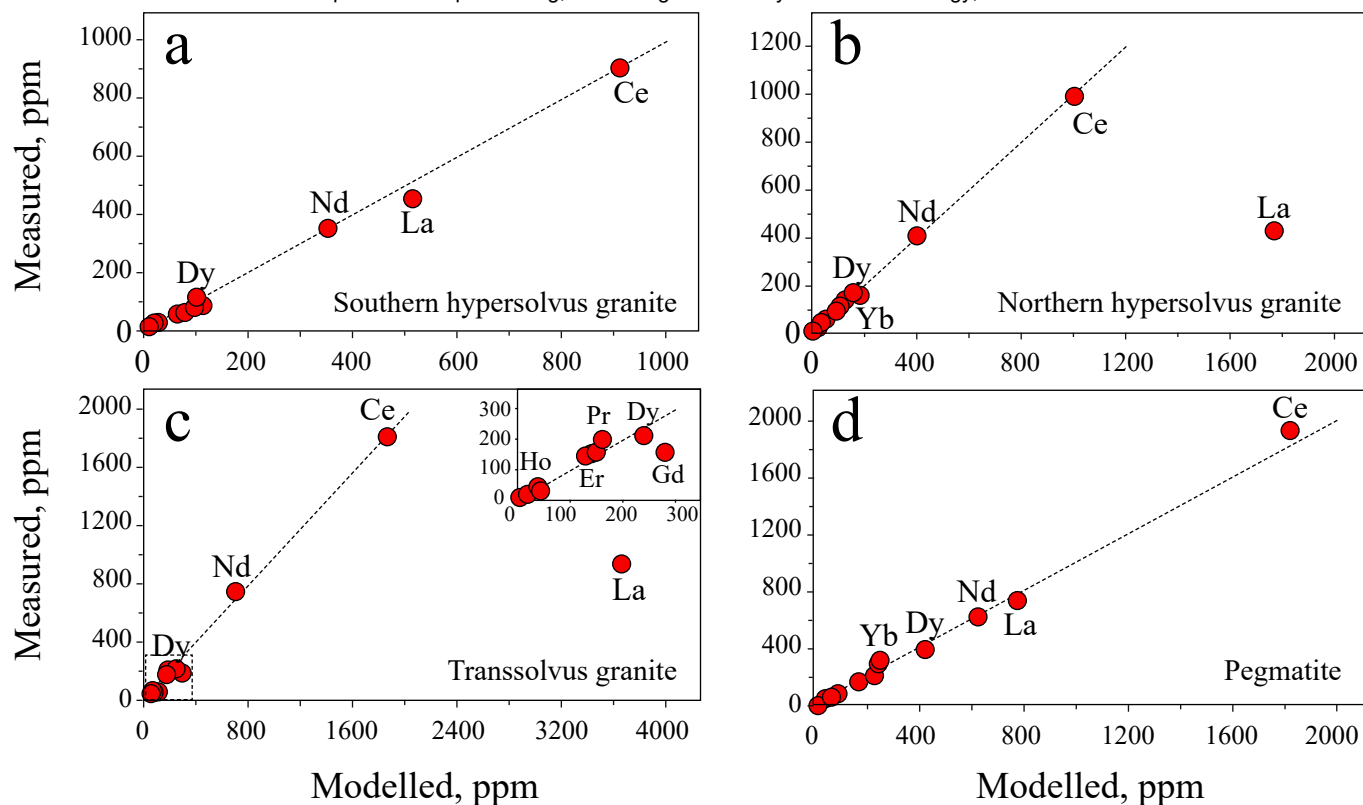 a
Measured, ppm
1000
800
600
400
200
0
Ce
Nd
La
Dy
Southern hypersolvus granite
0 200 400 600 800 1000
b
1200
1000
800
600
400
200
0
Ce
Nd
La
Dy
Yb
Northern hypersolvus granite
0 400 800 1200 1600 2000
c
Measured, ppm
2000
1600
1200
800
400
0
Ce
Nd
La
Dy
Transsolvus granite
0 800 1600 2400 3200 4000
300
200
100
0
Pr
Dy
Ho
Er
Gd
0 100 200 300
Modelled, ppm
d
2000
1600
1200
800
400
0
Ce
Nd
Dy
La
Yb
Pegmatite
0 400 800 1200 1600 2000
Modelled, ppm